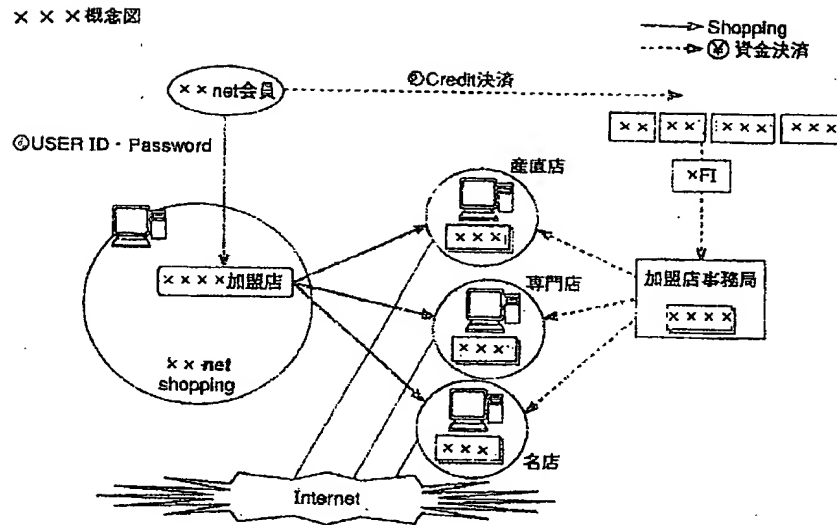 ×××概念図
Shopping
¥ 資金決済
××net会員
Credit決済
USER ID・Password
×× ×× ××× ×××
×FI
産直店
×××
××××加盟店
専門店
×××
加盟店事務局
××××
××-net
shopping
×××
名店
Internet